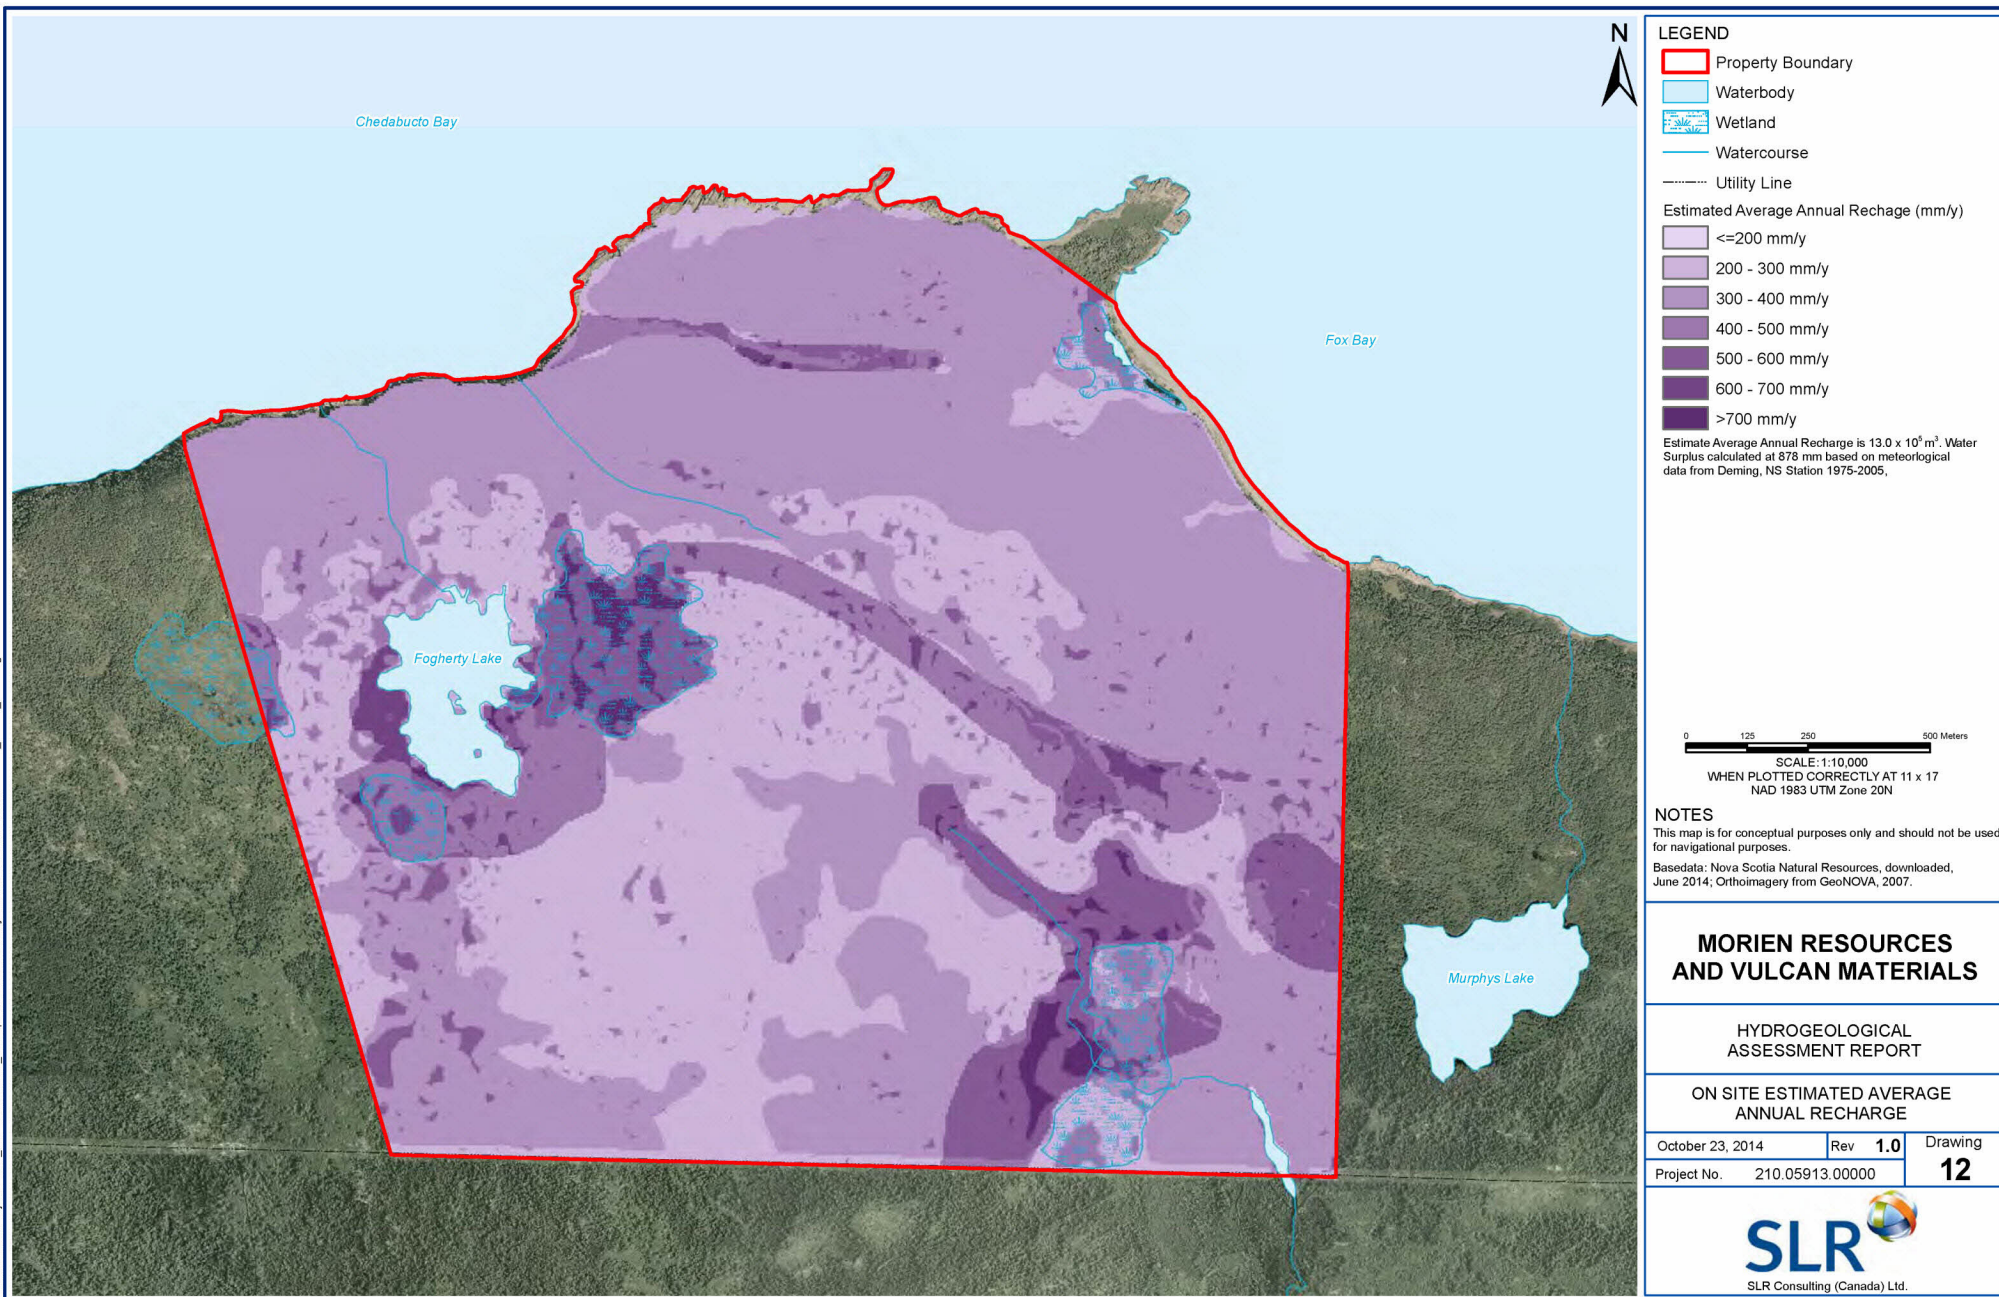 Chedabucto Bay
Fox Bay
Fogherty Lake
Murphys Lake
N
LEGEND
Property Boundary
Waterbody
Wetland
Watercourse
Utility Line
Estimated Average Annual Rechage (mm/y)
<=200 mm/y
200 - 300 mm/y
300 - 400 mm/y
400 - 500 mm/y
500 - 600 mm/y
600 - 700 mm/y
>700 mm/y
Estimate Average Annual Recharge is 13.0 x 10⁵ m³. Water
Surplus calculated at 878 mm based on meteorlogical
data from Deming, NS Station 1975-2005,
0 125 250 500 Meters
SCALE: 1:10,000
WHEN PLOTTED CORRECTLY AT 11 x 17
NAD 1983 UTM Zone 20N
NOTES
This map is for conceptual purposes only and should not be used
for navigational purposes.
Basedata: Nova Scotia Natural Resources, downloaded,
June 2014; Orthoimagery from GeoNOVA, 2007.
MORIEN RESOURCES
AND VULCAN MATERIALS
HYDROGEOLOGICAL
ASSESSMENT REPORT
ON SITE ESTIMATED AVERAGE
ANNUAL RECHARGE
October 23, 2014 Rev 1.0 Drawing
Project No. 210.05913.00000 12
SLR
SLR Consulting (Canada) Ltd.